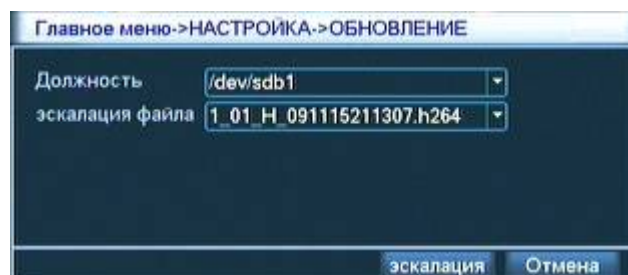 Главное меню->НАСТРОЙКА->ОБНОВЛЕНИЕ
Должность /dev/sdb1
эскалация файла 1_01_H_091115211307.h264
эскалация Отмена